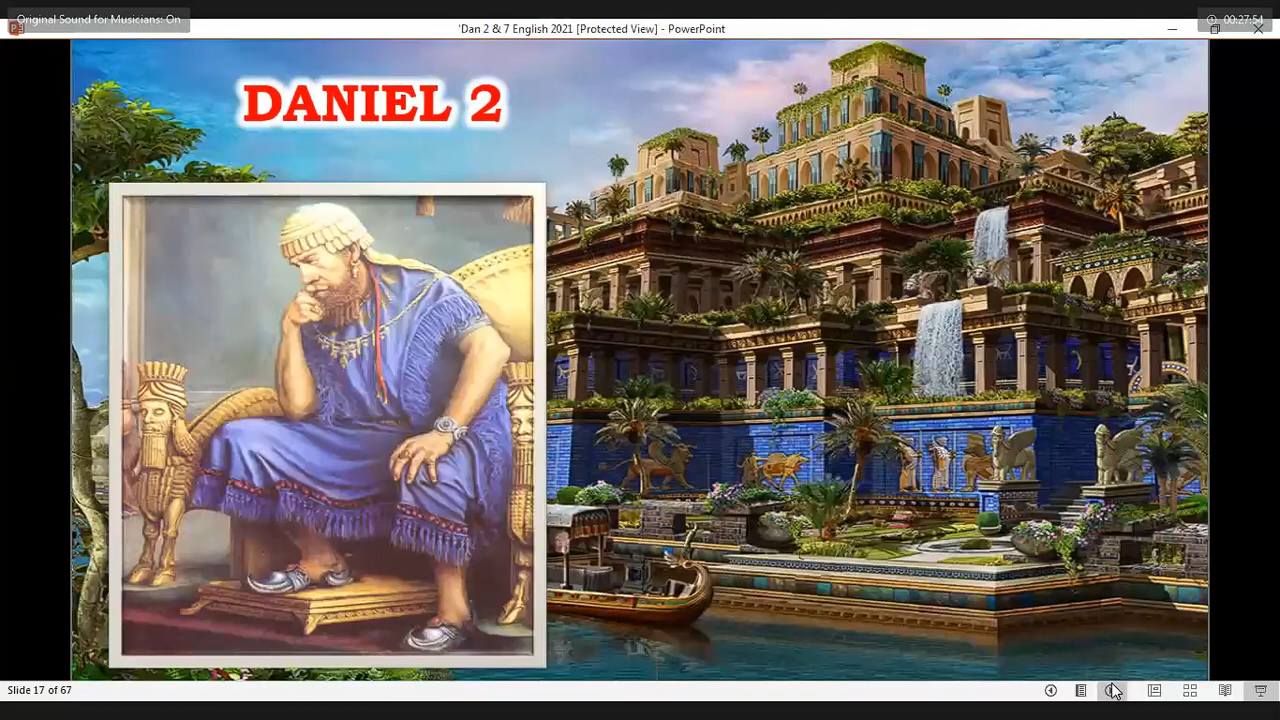 Original Sound for Musicians: On
00:27:54
'Dan 2 & 7 English 2021 [Protected View] - PowerPoint
DANIEL 2
Slide 17 of 67